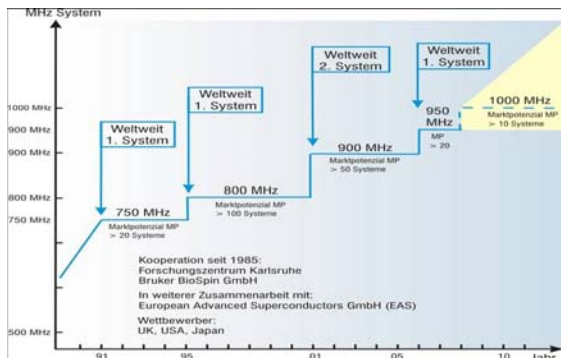 MHz System
Weltweit
2. System
Weltweit
1. System
Weltweit
1. System
Weltweit
1. System
1000 MHz
900 MHz
900 MHz
800 MHz
750 MHz
500 MHz
1000 MHz
Marktpotenzial MP
> 10 Systeme
950
MHz
MP
> 20
900 MHz
Marktpotenzial MP
> 50 Systeme
800 MHz
Marktpotenzial MP
> 100 Systeme
750 MHz
Marktpotenzial MP
> 20 Systeme
Kooperation seit 1985:
Forschungszentrum Karlsruhe
Bruker BioSpin GmbH
In weiterer Zusammenarbeit mit:
European Advanced Superconductors GmbH (EAS)
Wettbewerber:
UK, USA, Japan
91 95 01 05 10 Jahr